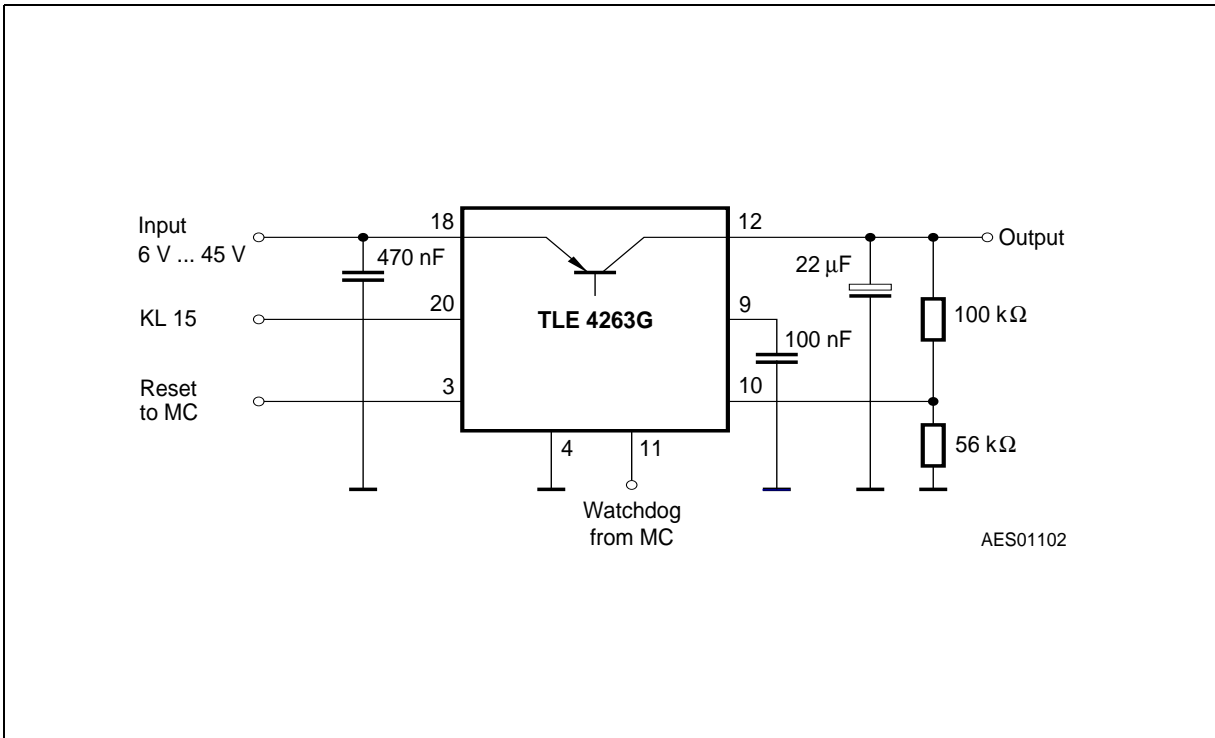 Input
6 V ... 45 V
18
470 nF
12
Output
22 µF
KL 15
20
TLE 4263G
9
100 nF
100 kΩ
Reset
to MC
3
10
4
11
56 kΩ
Watchdog
from MC
AES01102